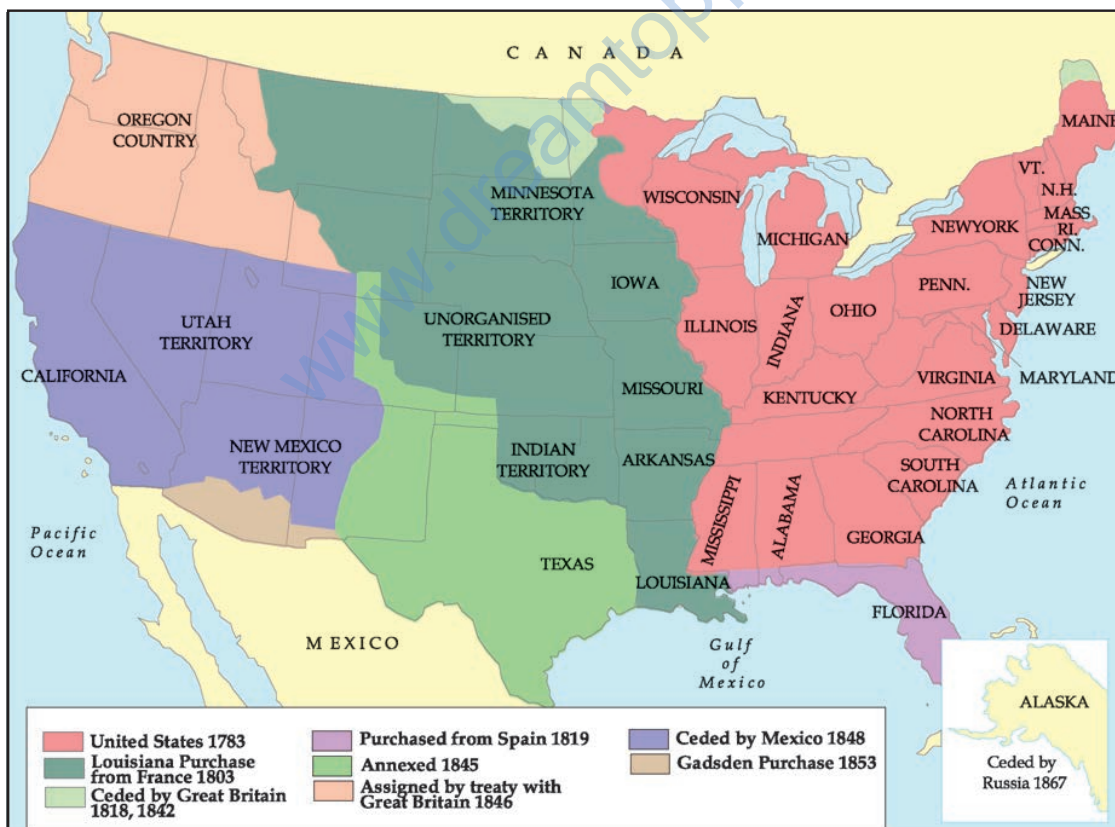 CANADA
OREGON
COUNTRY
MINNESOTA
TERRITORY
WISCONSIN
MICHIGAN
MAINE
VT.
N.H.
MASS
RI.
CONN.
NEWYORK
PENN.
NEW
JERSEY
DELAWARE
MARYLAND
IOWA
ILLINOIS
INDIANA
OHIO
UTAH
TERRITORY
UNORGANISED
TERRITORY
CALIFORNIA
MISSOURI
KENTUCKY
VIRGINIA
NORTH
CAROLINA
NEW MEXICO
TERRITORY
INDIAN
TERRITORY
ARKANSAS
SOUTH
CAROLINA
MISSISSIPPI
ALABAMA
GEORGIA
Atlantic
Ocean
Pacific
Ocean
TEXAS
LOUISIANA
FLORIDA
MEXICO
Gulf
of
Mexico
ALASKA
Ceded by
Russia 1867
United States 1783
Louisiana Purchase
from France 1803
Ceded by Great Britain
1818, 1842
Purchased from Spain 1819
Annexed 1845
Assigned by treaty with
Great Britain 1846
Ceded by Mexico 1848
Gadsden Purchase 1853